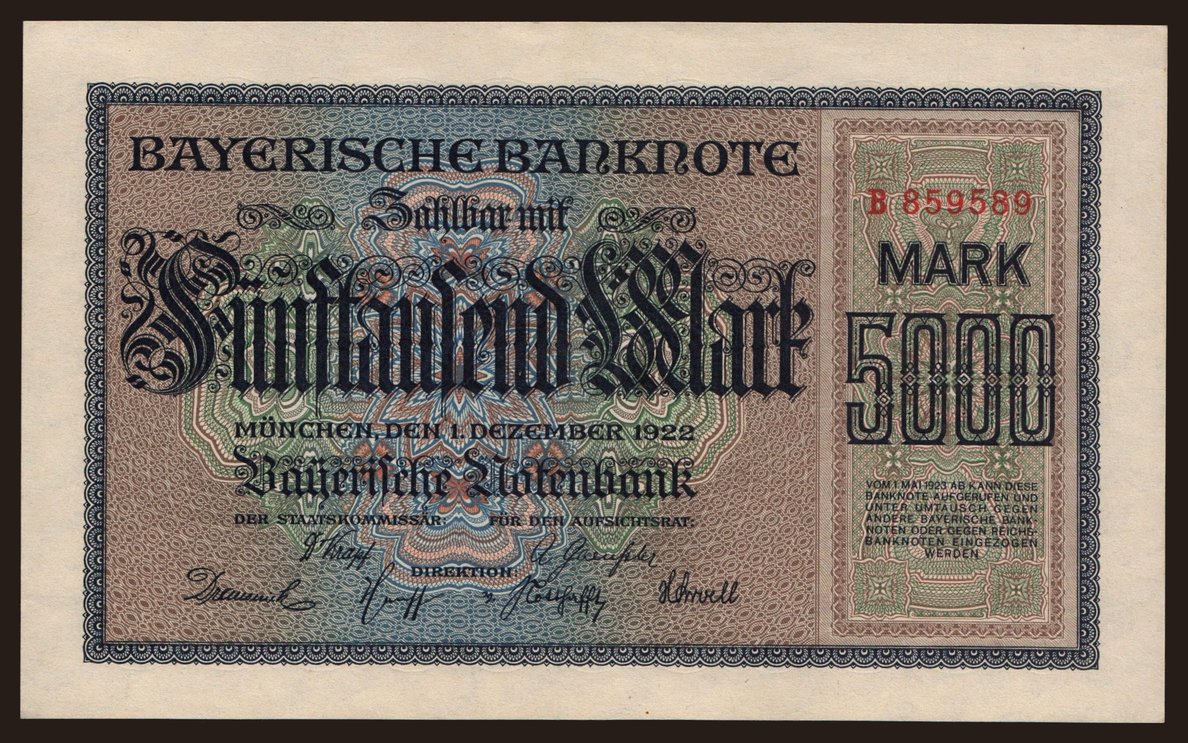 BAYERISCHE BANKNOTE
Zahlbar mit
Fünftausend Mark
MÜNCHEN, DEN 1. DEZEMBER 1922
Bayerische Notenbank
DER STAATSKOMMISSÄR: FÜR DEN AUFSICHTSRAT:
DIREKTION
B 859589
MARK
5000
VOM 1. MAI 1923 AB KANN DIESE
BANKNOTE AUFGERUFEN UND
UNTER UMTAUSCH GEGEN
ANDERE BAYERISCHE BANK-
NOTEN ODER GEGEN REICHS-
BANKNOTEN EINGEZOGEN
WERDEN